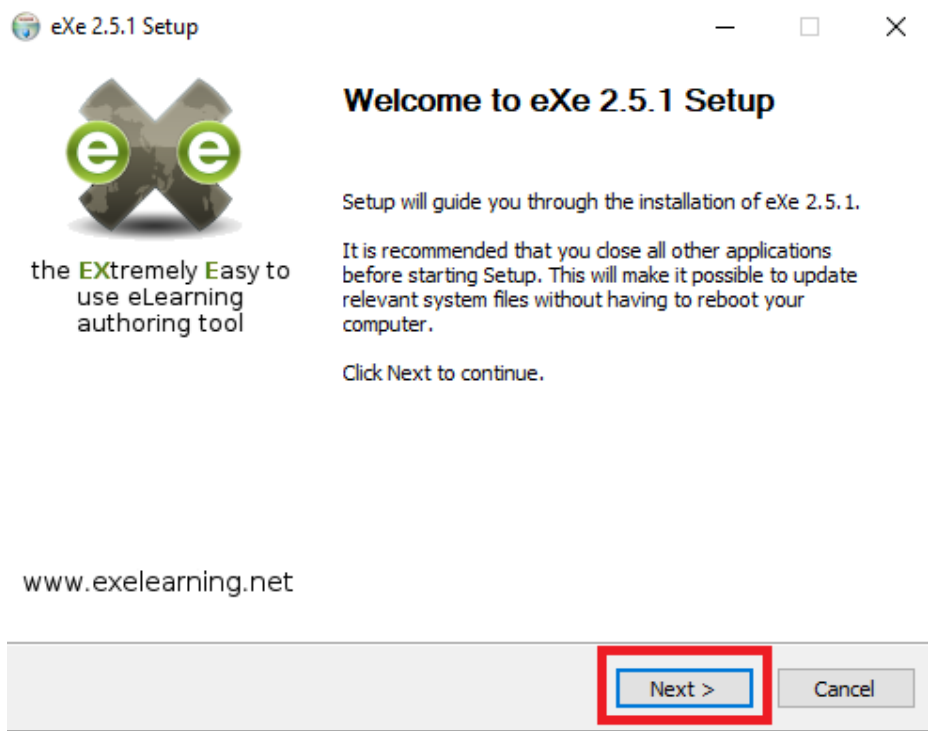 eXe 2.5.1 Setup
e e
the EXtremely Easy to
use eLearning
authoring tool
www.exelearning.net
Welcome to eXe 2.5.1 Setup
Setup will guide you through the installation of eXe 2.5.1.
It is recommended that you close all other applications
before starting Setup. This will make it possible to update
relevant system files without having to reboot your
computer.
Click Next to continue.
Next >
Cancel